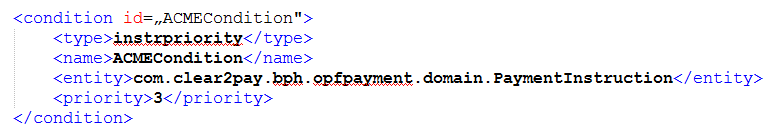 <condition id=„ACMECondition">
<type>instrpriority</type>
<name>ACMECondition</name>
<entity>com.clear2pay.bph.opfpayment.domain.PaymentInstruction</entity>
<priority>3</priority>
</condition>